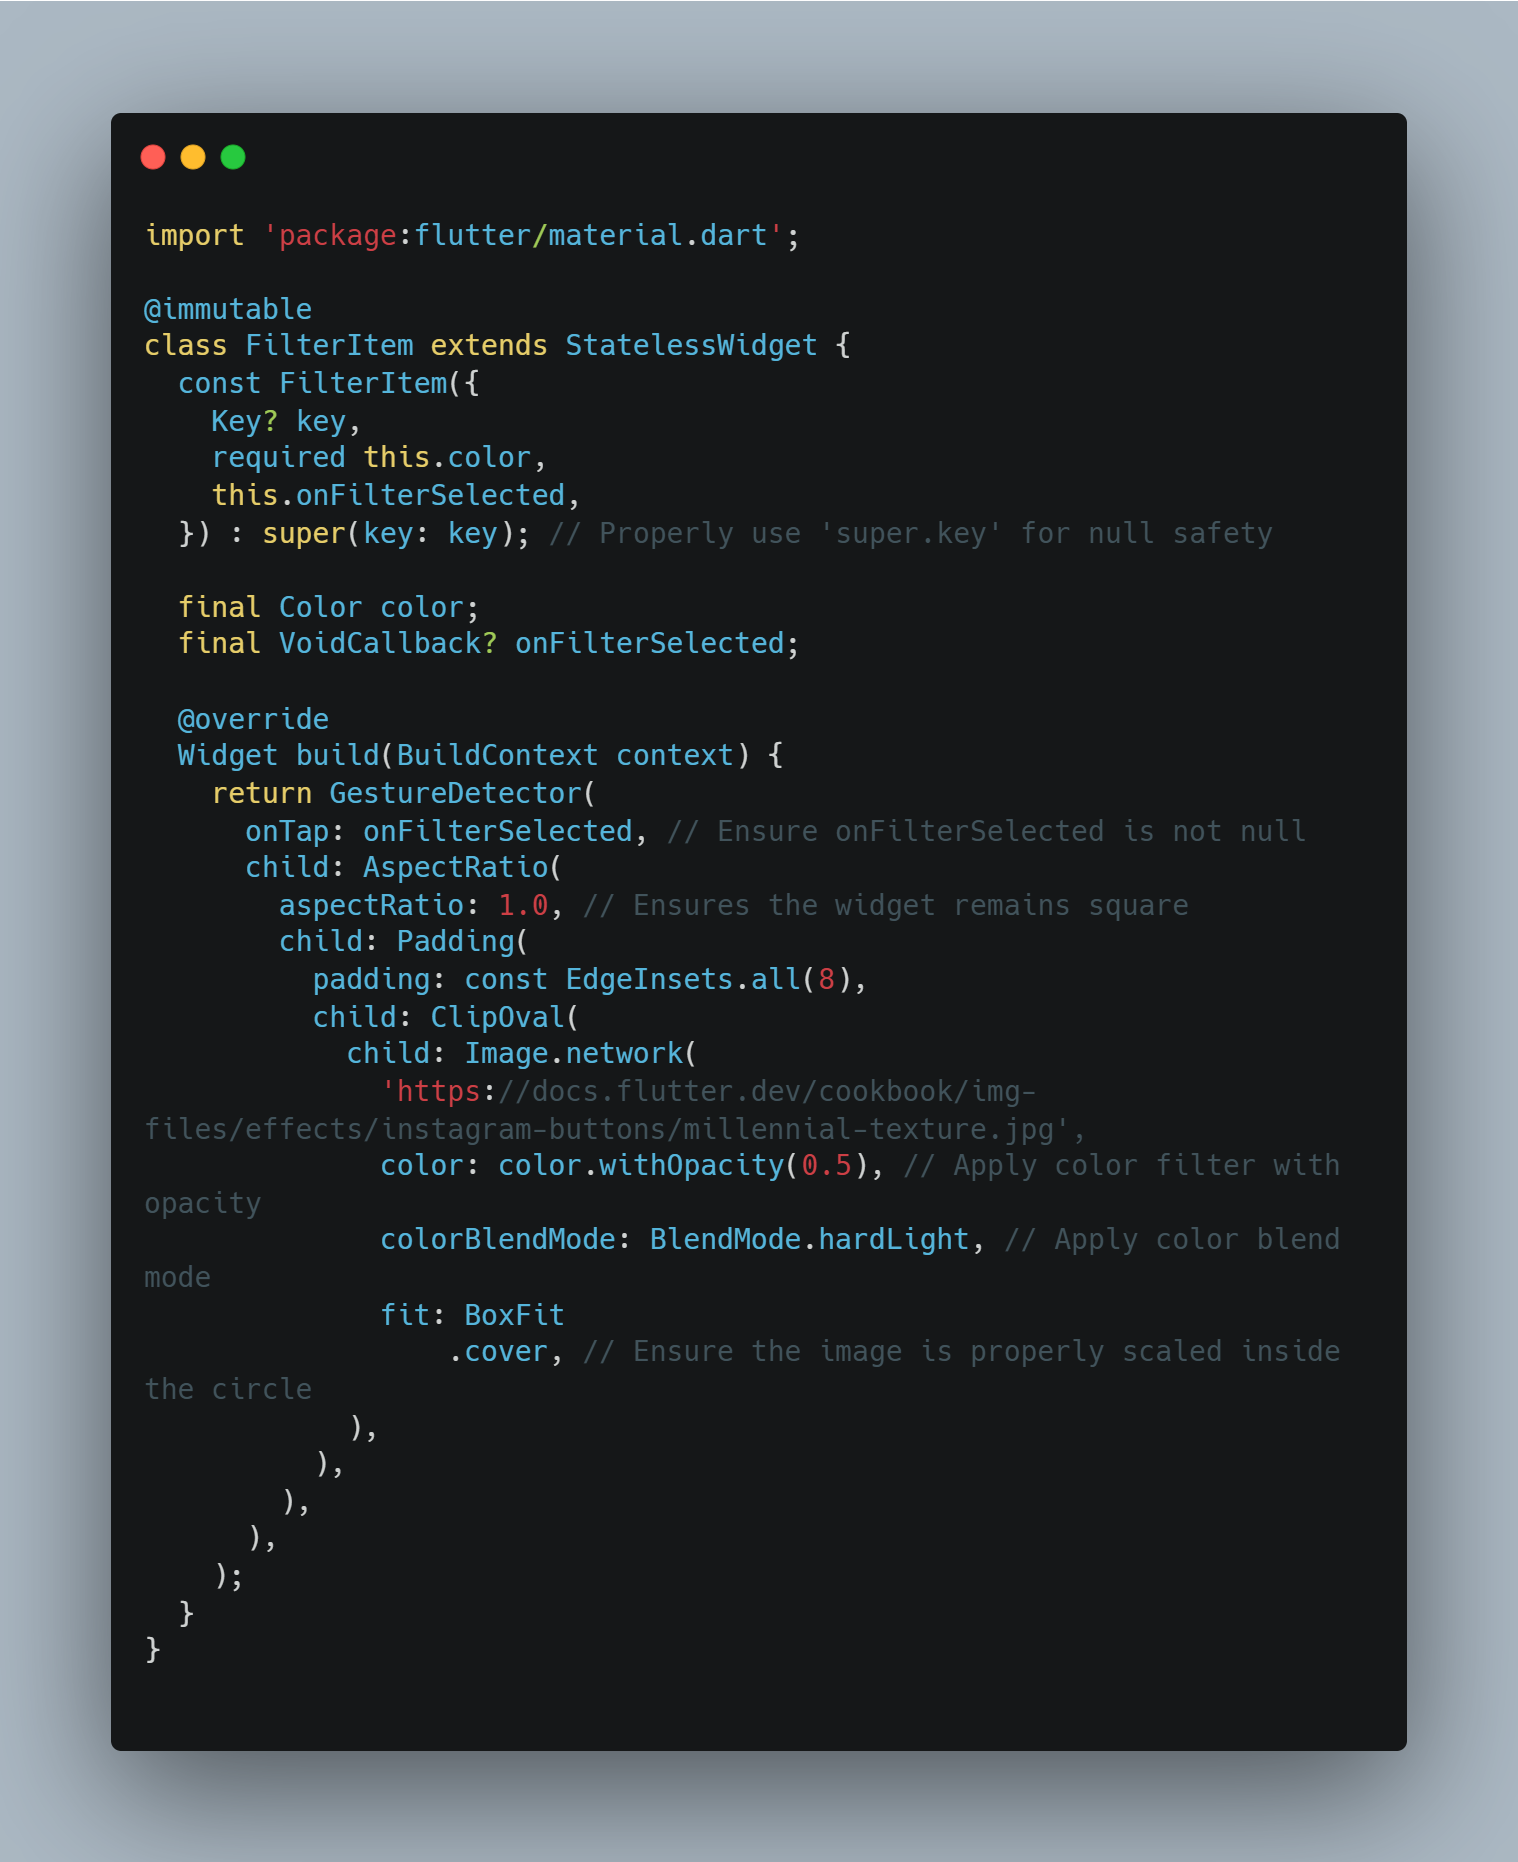 import 'package:flutter/material.dart';

@immutable
class FilterItem extends StatelessWidget {
  const FilterItem({
    Key? key,
    required this.color,
    this.onFilterSelected,
  }) : super(key: key); // Properly use 'super.key' for null safety

  final Color color;
  final VoidCallback? onFilterSelected;

  @override
  Widget build(BuildContext context) {
    return GestureDetector(
      onTap: onFilterSelected, // Ensure onFilterSelected is not null
      child: AspectRatio(
        aspectRatio: 1.0, // Ensures the widget remains square
        child: Padding(
          padding: const EdgeInsets.all(8),
          child: ClipOval(
            child: Image.network(
              'https://docs.flutter.dev/cookbook/img-
files/effects/instagram-buttons/millennial-texture.jpg',
              color: color.withOpacity(0.5), // Apply color filter with
opacity
              colorBlendMode: BlendMode.hardLight, // Apply color blend
mode
              fit: BoxFit
                  .cover, // Ensure the image is properly scaled inside
the circle
            ),
          ),
        ),
      ),
    );
  }
}